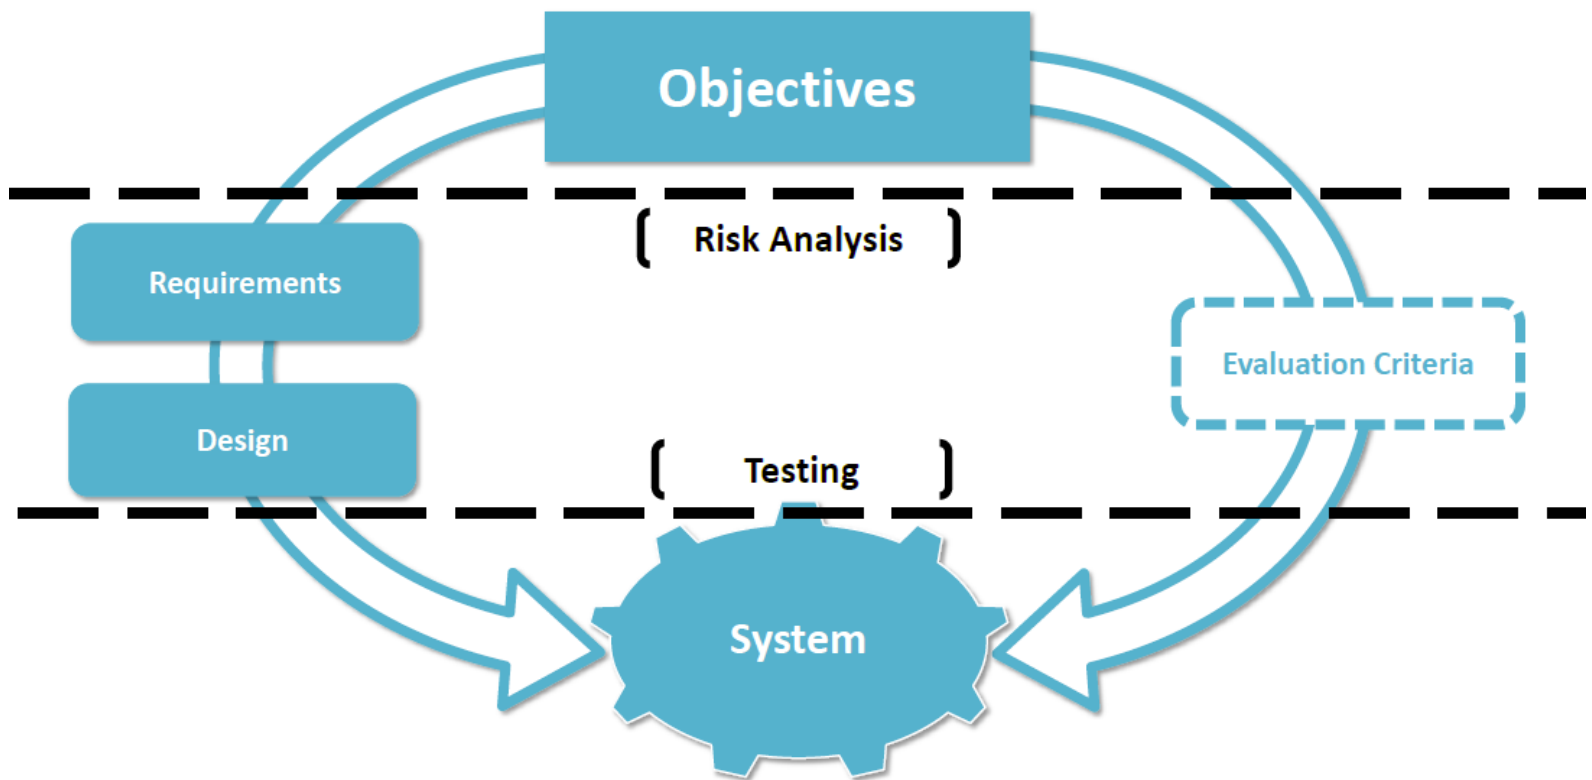 Objectives
Risk Analysis
Requirements
Evaluation Criteria
Design
Testing
System